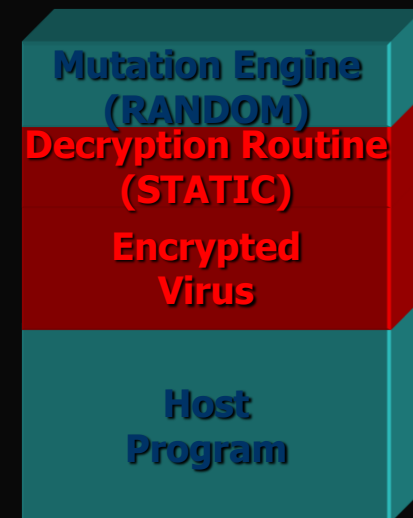 Mutation Engine
(RANDOM)
Decryption Routine
(STATIC)
Encrypted
Virus
Host
Program